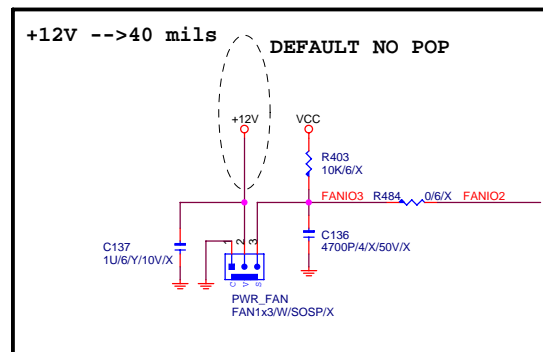 +12V -->40 mils
DEFAULT NO POP
+12V
VCC
R403
10K/6/X
FANIO3
R484
0/6/X
FANIO2
C137
1U/6/Y/10V/X
1
2
3
C136
4700P/4/X/50V/X
C
V
S
PWR_FAN
FAN1x3/W/SOSP/X